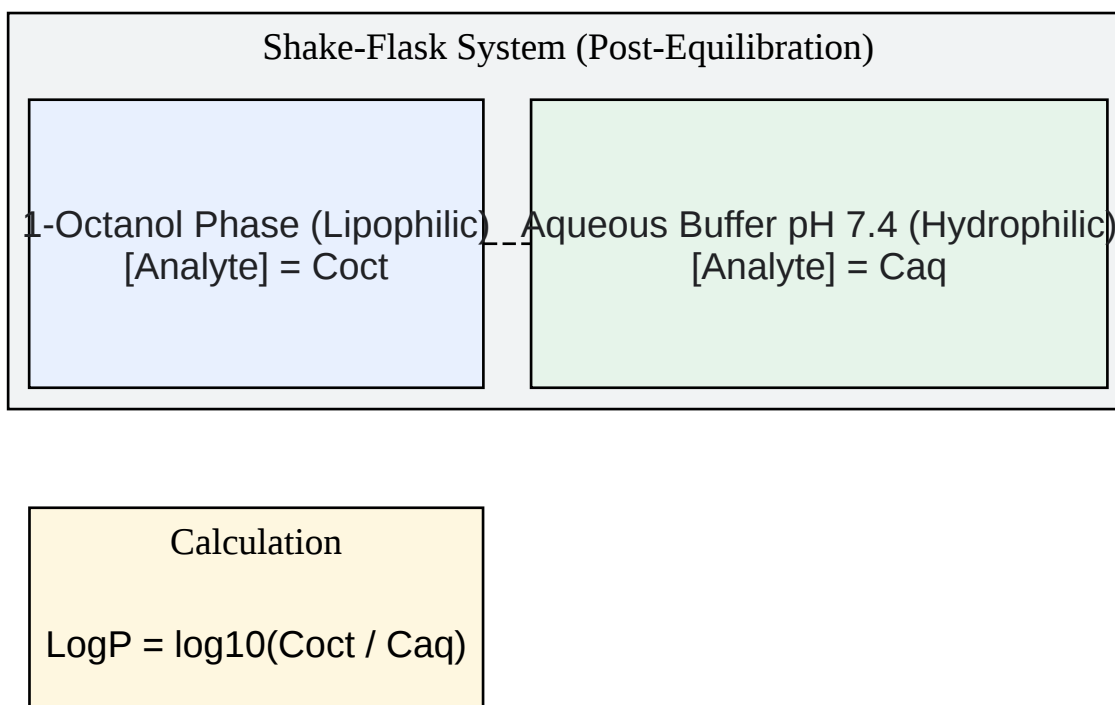 Shake-Flask System (Post-Equilibration)
1-Octanol Phase (Lipophilic)
[Analyte] = Coct
Aqueous Buffer pH 7.4 (Hydrophilic)
[Analyte] = Caq
Calculation
LogP = log10(Coct / Caq)